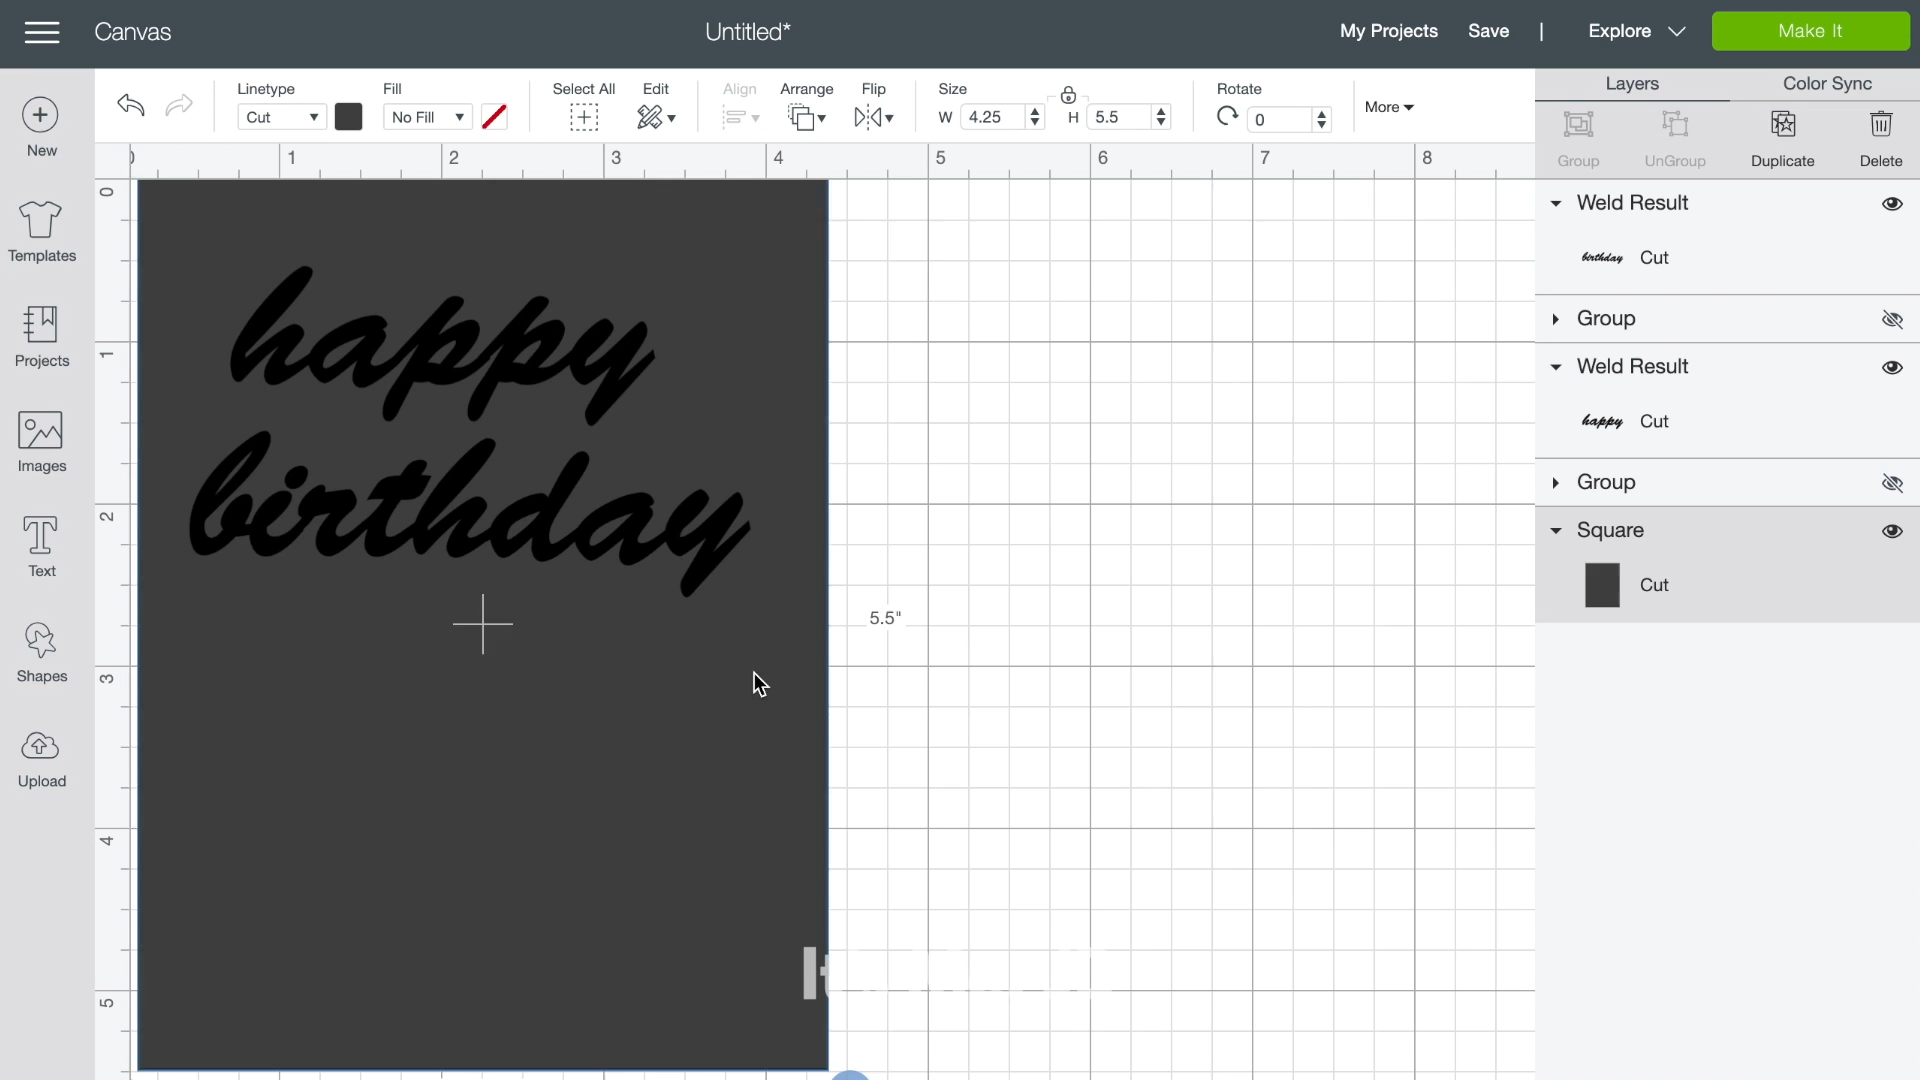 Canvas
Untitled*
My Projects
Save
|
Explore
Make It
New
Templates
Projects
Images
Text
Shapes
Upload
Linetype
Cut
Fill
No Fill
Select All
Edit
Align
Arrange
Flip
Size
W 4.25
H 5.5
Rotate
0
More
1 2 3 4 5 6 7 8
0
1
2
3
4
5
happy
birthday
5.5"
Layers
Color Sync
Group
UnGroup
Duplicate
Delete
Weld Result
birthday Cut
Group
Weld Result
happy Cut
Group
Square
Cut